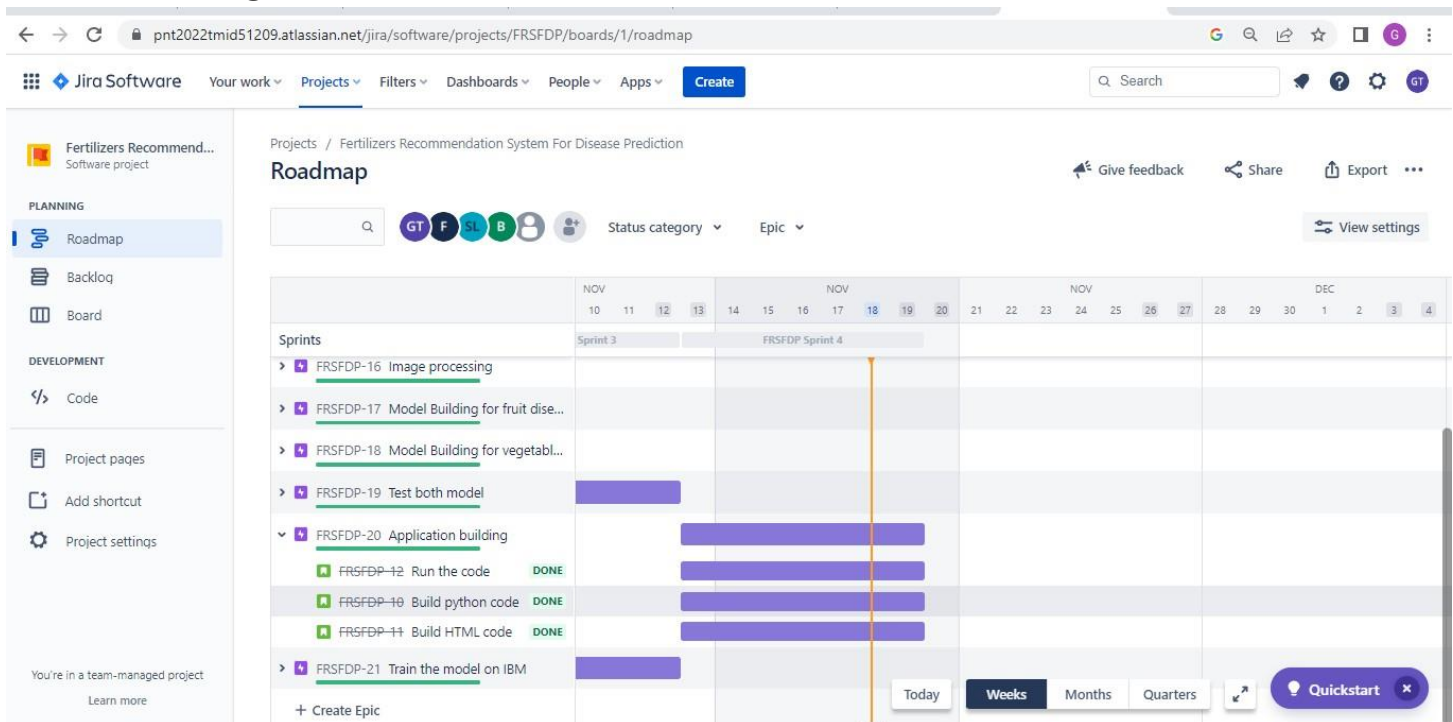 pnt2022tmid51209.atlassian.net/jira/software/projects/FRSFDP/boards/1/roadmap
G
G
Jira Software Your work Projects Filters Dashboards People Apps Create Search GT
Fertilizers Recommend...
Software project
PLANNING
Roadmap
Backlog
Board
DEVELOPMENT
Code
Project pages
Add shortcut
Project settings
You're in a team-managed project
Learn more
Projects / Fertilizers Recommendation System For Disease Prediction
Roadmap
Give feedback Share Export
GT F SL B Status category Epic View settings
NOV NOV NOV DEC
10 11 12 13 14 15 16 17 18 19 20 21 22 23 24 25 26 27 28 29 30 1 2 3 4
Sprints Sprint 3 FRSFDP Sprint 4
FRSFDP-16 Image processing
FRSFDP-17 Model Building for fruit dise...
FRSFDP-18 Model Building for vegetabl...
FRSFDP-19 Test both model
FRSFDP-20 Application building
FRSFDP-12 Run the code DONE
FRSFDP-10 Build python code DONE
FRSFDP-11 Build HTML code DONE
FRSFDP-21 Train the model on IBM
+ Create Epic
Today Weeks Months Quarters Quickstart